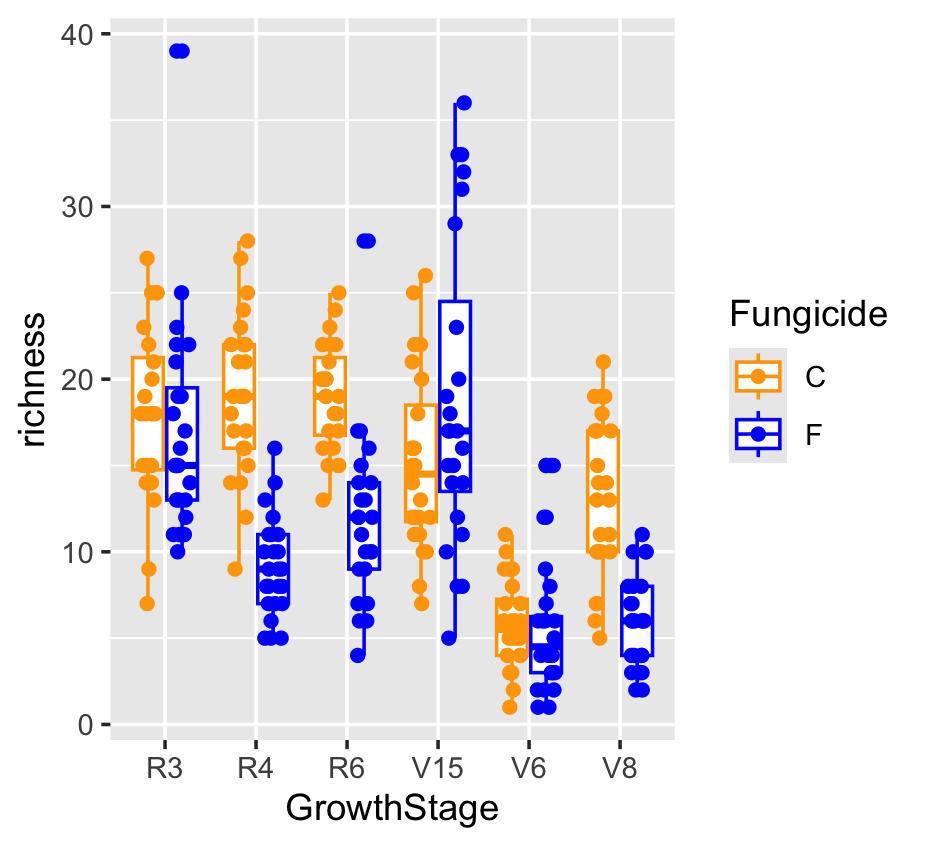 40
30
20
10
0
richness
R3 R4 R6 V15 V6 V8
GrowthStage
Fungicide
C
F